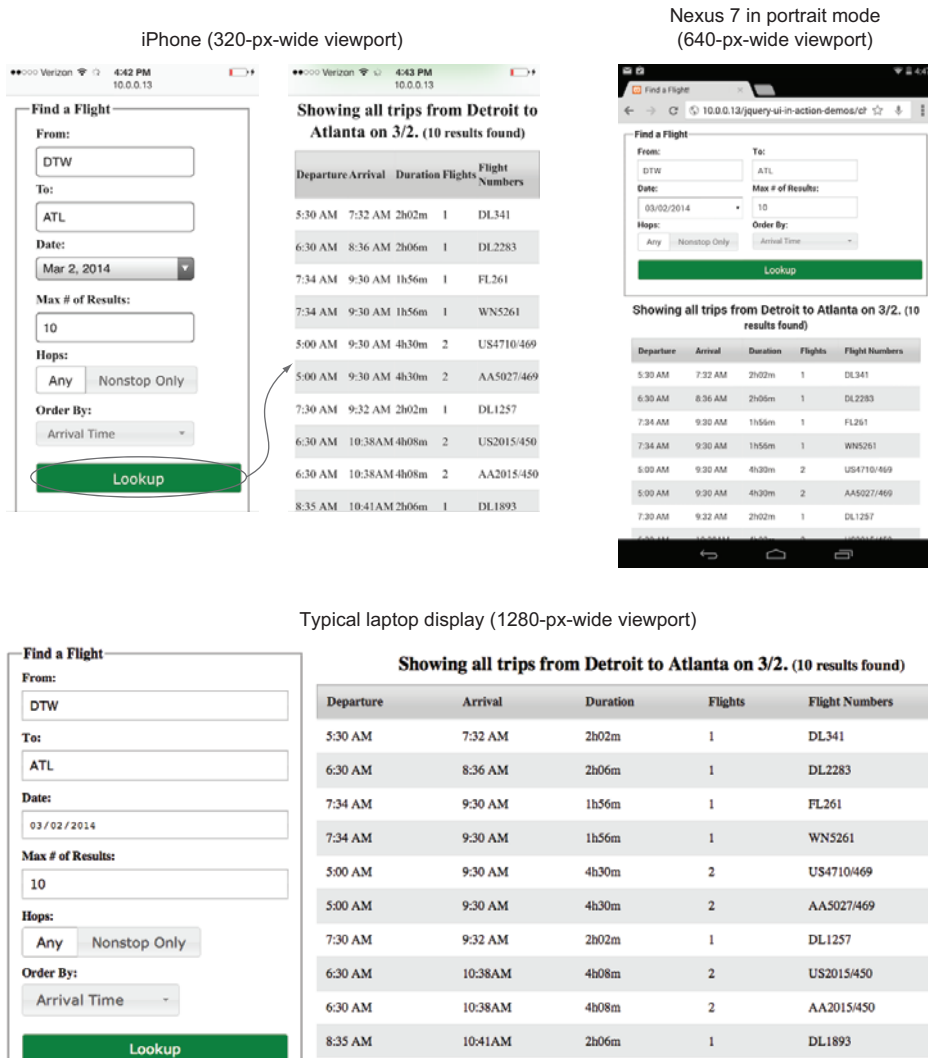 iPhone (320-px-wide viewport)
Verizon 4:42 PM
10.0.0.13
Find a Flight
From:
DTW
To:
ATL
Date:
Mar 2, 2014
Max # of Results:
10
Hops:
Any Nonstop Only
Order By:
Arrival Time
Lookup
Verizon 4:43 PM
10.0.0.13
Showing all trips from Detroit to
Atlanta on 3/2. (10 results found)
Departure Arrival Duration Flights Flight Numbers
5:30 AM 7:32 AM 2h02m 1 DL341
6:30 AM 8:36 AM 2h06m 1 DL2283
7:34 AM 9:30 AM 1h56m 1 FL261
7:34 AM 9:30 AM 1h56m 1 WN5261
5:00 AM 9:30 AM 4h30m 2 US4710/469
5:00 AM 9:30 AM 4h30m 2 AA5027/469
7:30 AM 9:32 AM 2h02m 1 DL1257
6:30 AM 10:38AM 4h08m 2 US2015/450
6:30 AM 10:38AM 4h08m 2 AA2015/450
8:35 AM 10:41AM 2h06m 1 DL1893
Nexus 7 in portrait mode
(640-px-wide viewport)
4:47
Find a Flight!
10.0.0.13/jquery-ui-in-action-demos/ch
Find a Flight
From: To:
DTW ATL
Date: Max # of Results:
03/02/2014 10
Hops: Order By:
Any Nonstop Only Arrival Time
Lookup
Showing all trips from Detroit to Atlanta on 3/2. (10
results found)
Departure Arrival Duration Flights Flight Numbers
5:30 AM 7:32 AM 2h02m 1 DL341
6:30 AM 8:36 AM 2h06m 1 DL2283
7:34 AM 9:30 AM 1h56m 1 FL261
7:34 AM 9:30 AM 1h56m 1 WN5261
5:00 AM 9:30 AM 4h30m 2 US4710/469
5:00 AM 9:30 AM 4h30m 2 AA5027/469
7:30 AM 9:32 AM 2h02m 1 DL1257
Typical laptop display (1280-px-wide viewport)
Find a Flight
From:
DTW
To:
ATL
Date:
03/02/2014
Max # of Results:
10
Hops:
Any Nonstop Only
Order By:
Arrival Time
Lookup
Showing all trips from Detroit to Atlanta on 3/2. (10 results found)
Departure Arrival Duration Flights Flight Numbers
5:30 AM 7:32 AM 2h02m 1 DL341
6:30 AM 8:36 AM 2h06m 1 DL2283
7:34 AM 9:30 AM 1h56m 1 FL261
7:34 AM 9:30 AM 1h56m 1 WN5261
5:00 AM 9:30 AM 4h30m 2 US4710/469
5:00 AM 9:30 AM 4h30m 2 AA5027/469
7:30 AM 9:32 AM 2h02m 1 DL1257
6:30 AM 10:38AM 4h08m 2 US2015/450
6:30 AM 10:38AM 4h08m 2 AA2015/450
8:35 AM 10:41AM 2h06m 1 DL1893